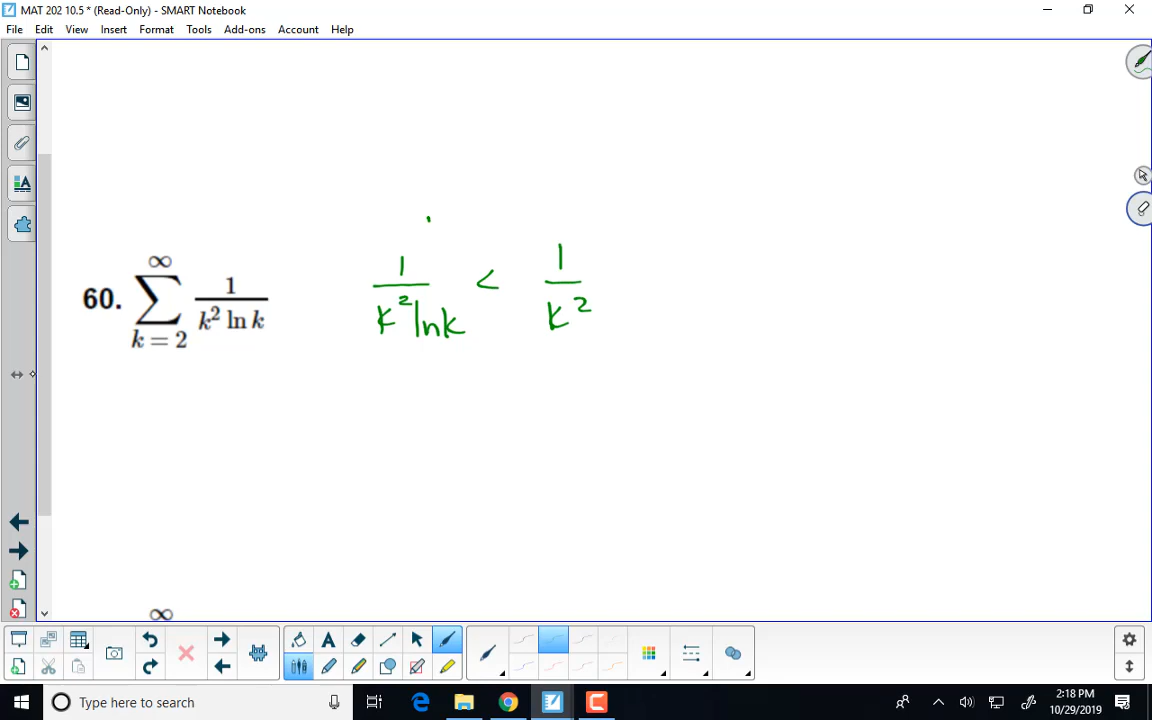 MAT 202 10.5 * (Read-Only) - SMART Notebook
File Edit View Insert Format Tools Add-ons Account Help
60. ∞ ∑ k = 2 1 / k² ln k
1 / k² lnk < 1 / k²
∞
A
Type here to search
2:18 PM
10/29/2019